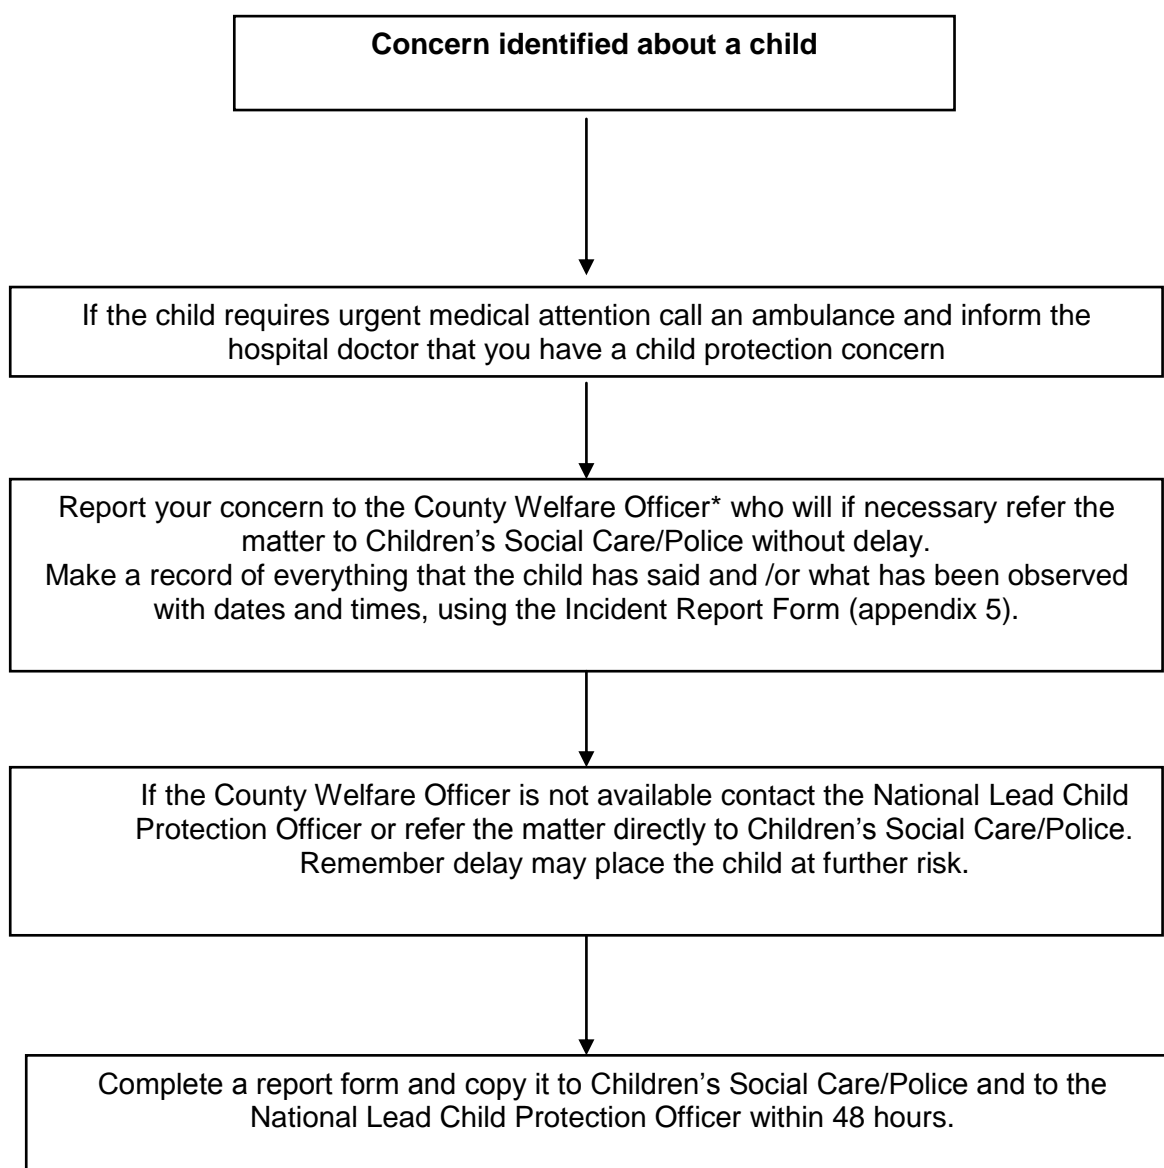 Concern identified about a child
If the child requires urgent medical attention call an ambulance and inform the
hospital doctor that you have a child protection concern
Report your concern to the County Welfare Officer* who will if necessary refer the
matter to Children’s Social Care/Police without delay.
Make a record of everything that the child has said and /or what has been observed
with dates and times, using the Incident Report Form (appendix 5).
If the County Welfare Officer is not available contact the National Lead Child
Protection Officer or refer the matter directly to Children’s Social Care/Police.
Remember delay may place the child at further risk.
Complete a report form and copy it to Children’s Social Care/Police and to the
National Lead Child Protection Officer within 48 hours.